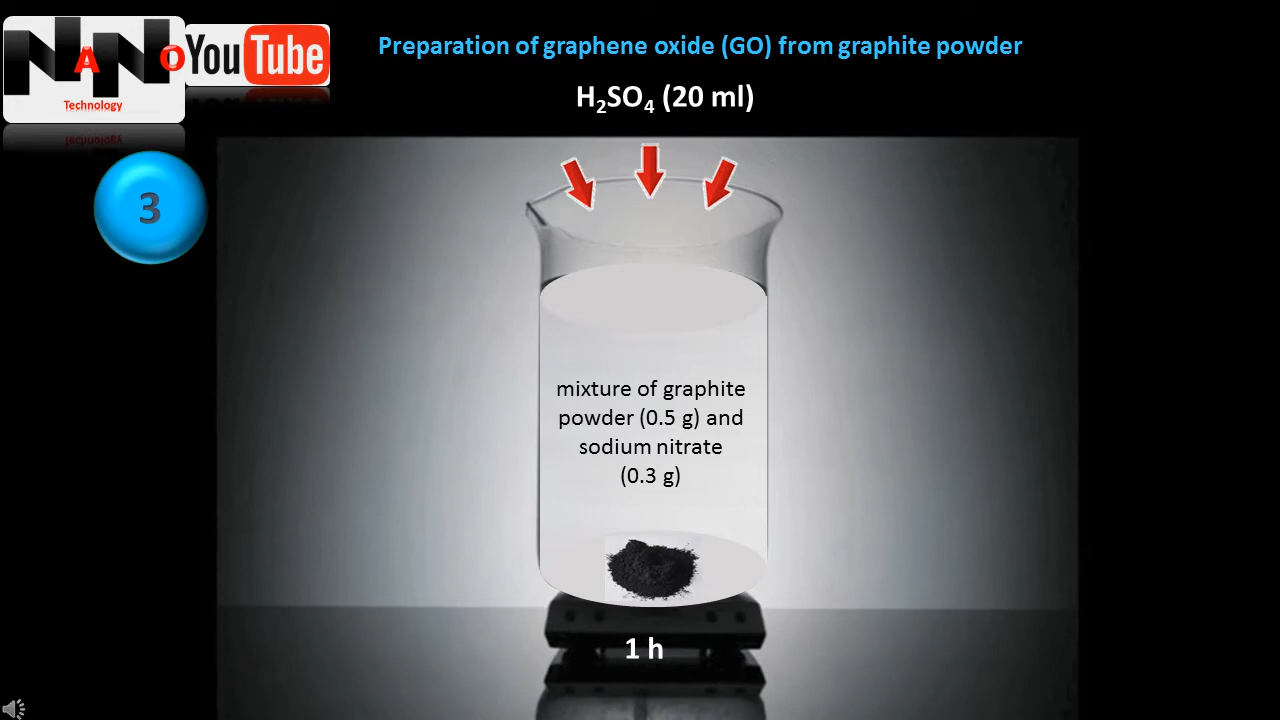 NANO
Technology
YouTube
Preparation of graphene oxide (GO) from graphite powder
H₂SO₄ (20 ml)
3
mixture of graphite
powder (0.5 g) and
sodium nitrate
(0.3 g)
1 h